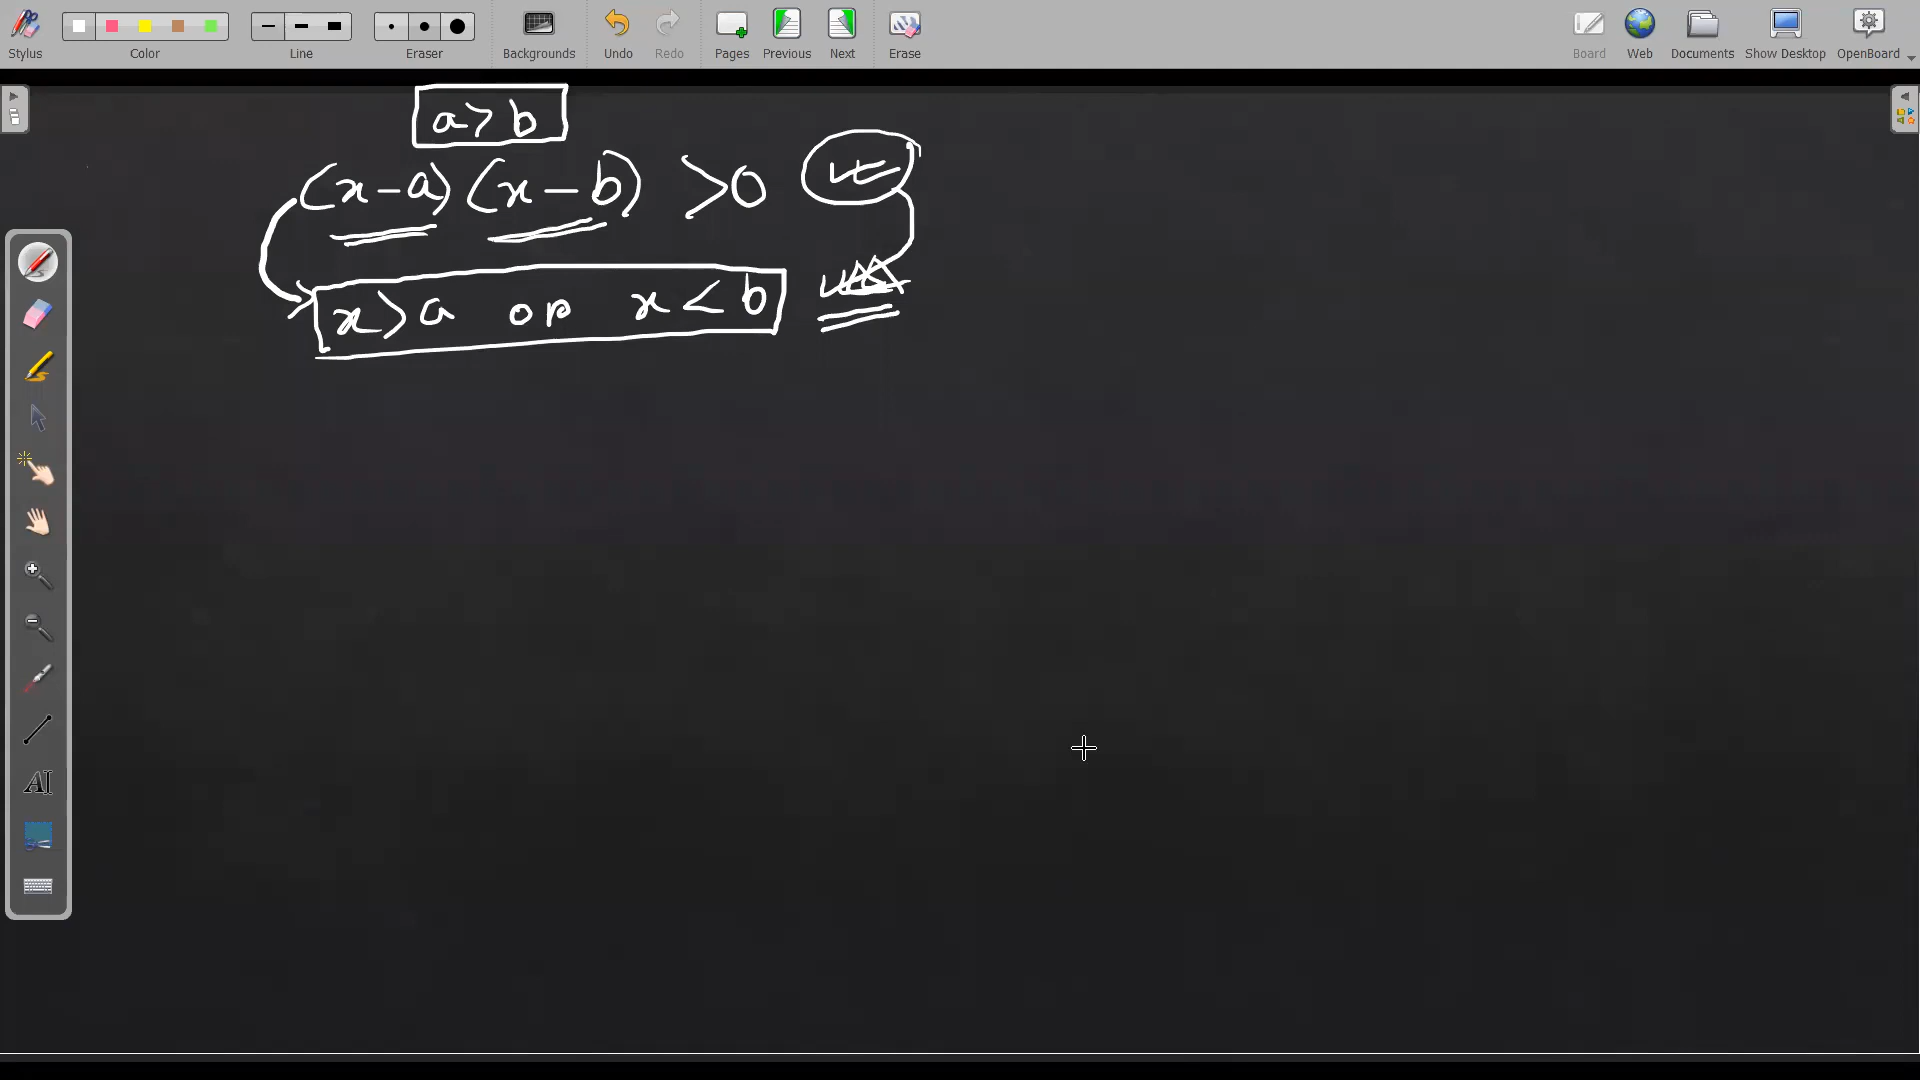 Stylus Color Line Eraser Backgrounds Undo Redo Pages Previous Next Erase Board Web Documents Show Desktop OpenBoard
a > b
(x-a) (x-b) >0
x>a or x<b
AI